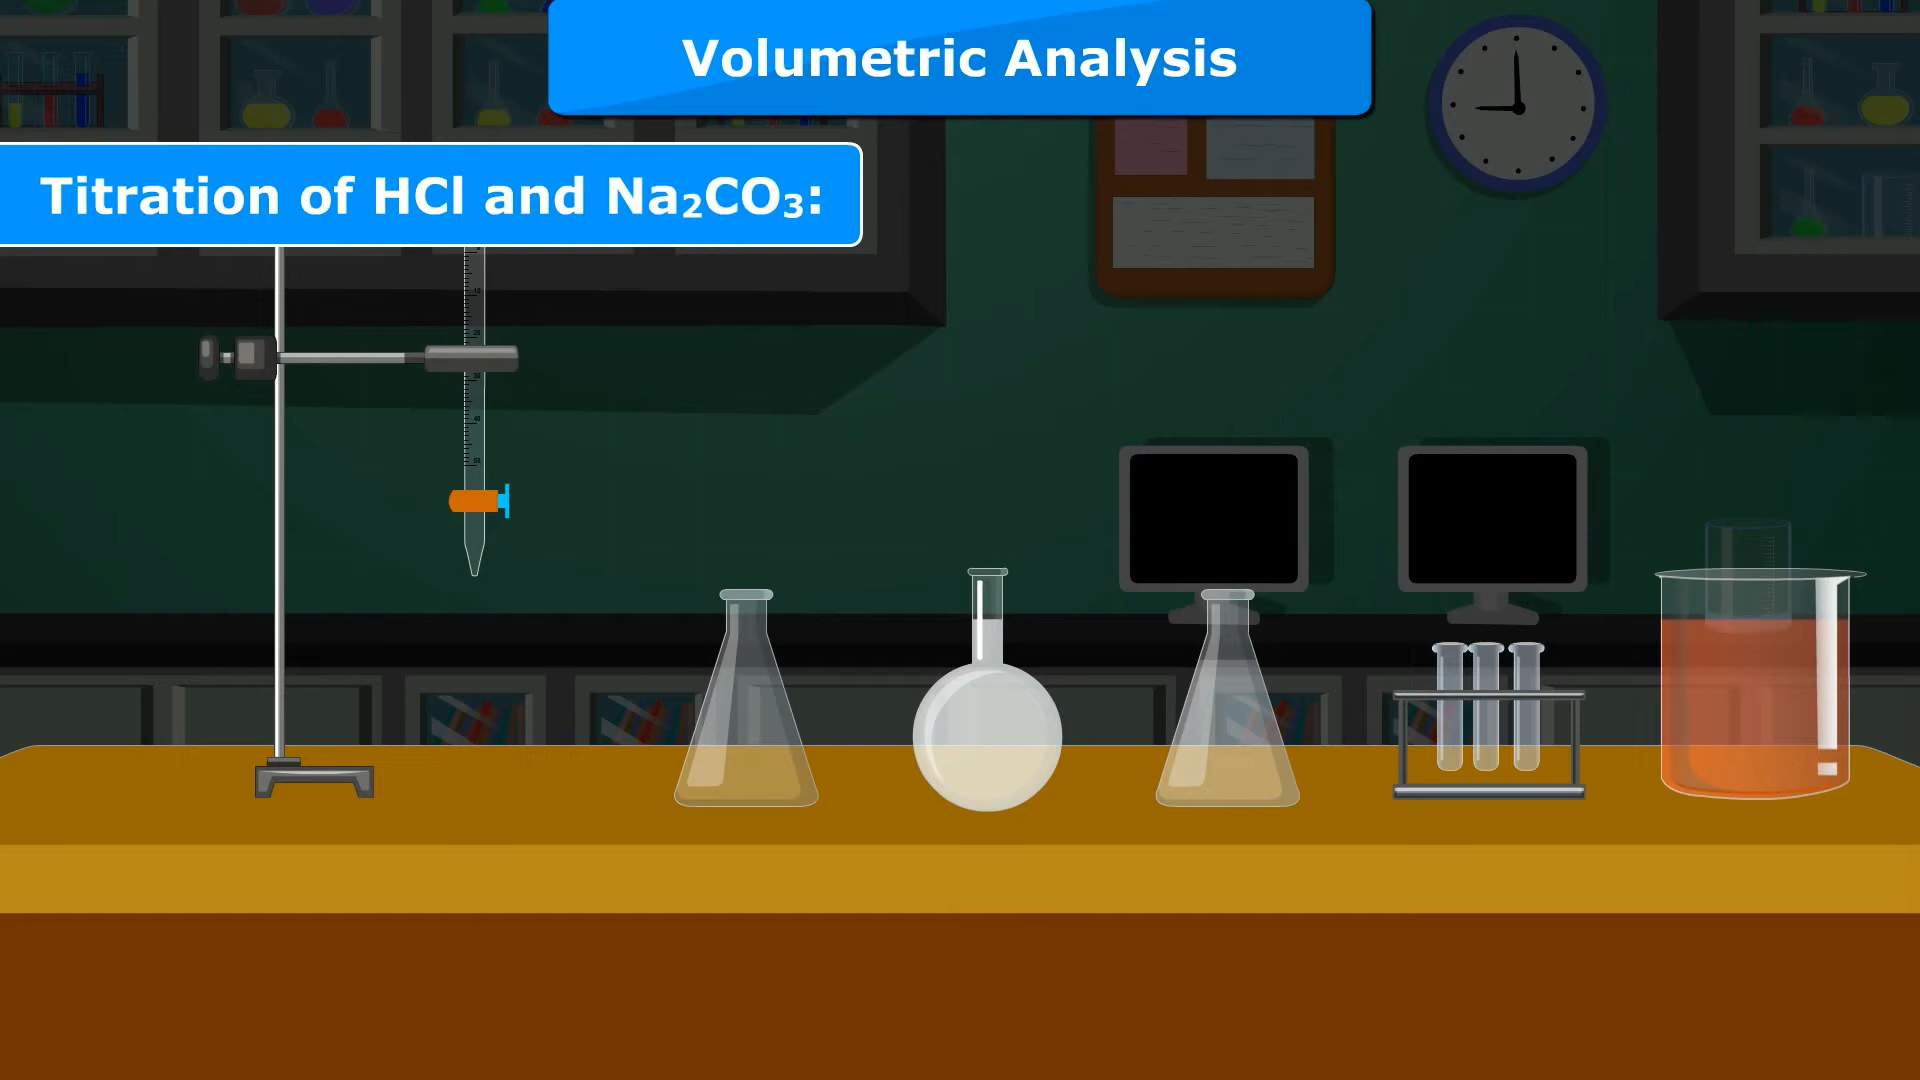 Volumetric Analysis
Titration of HCl and Na₂CO₃: